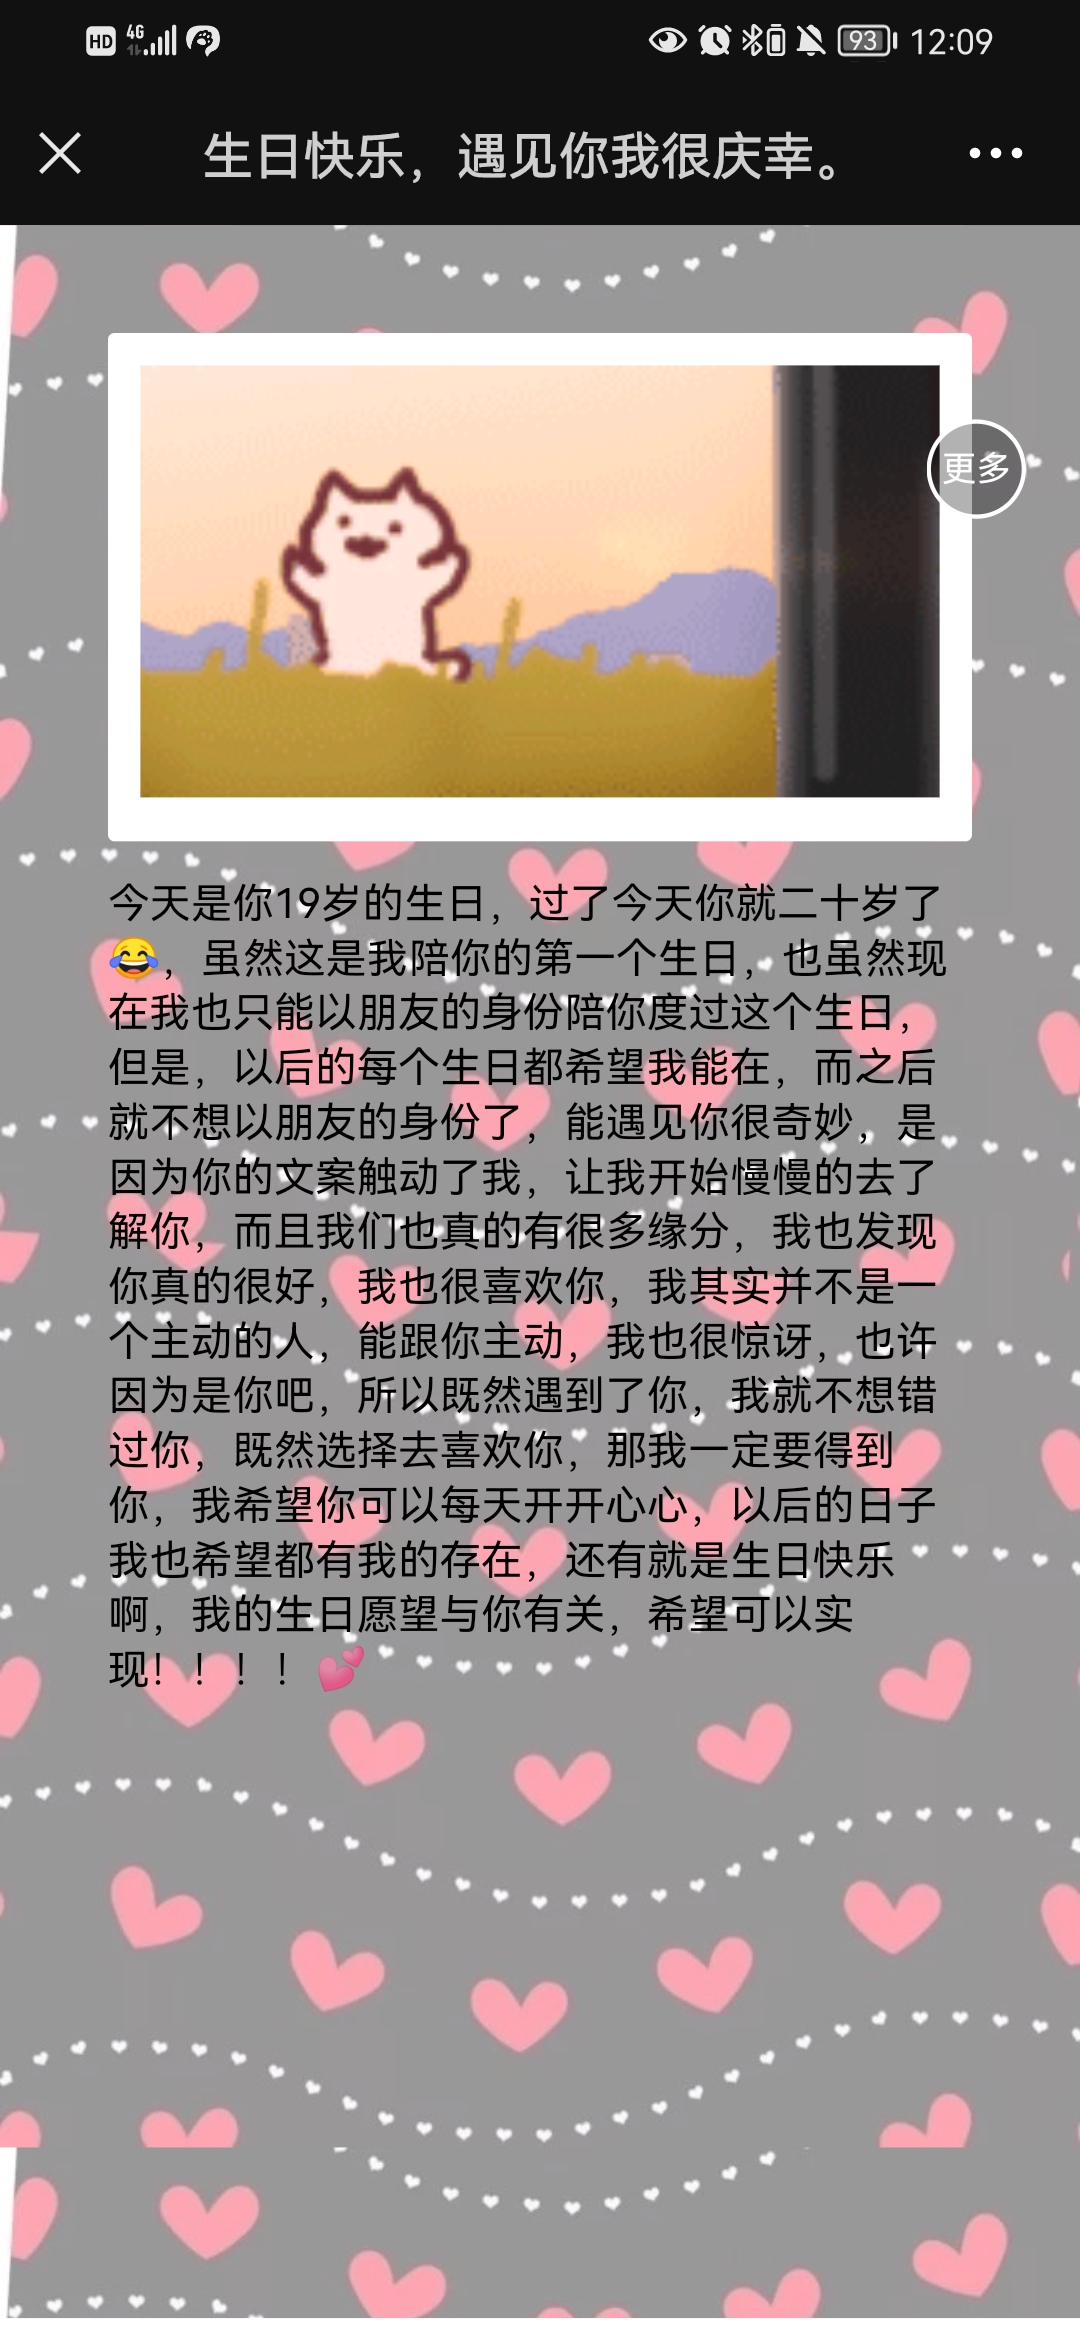 HD 4G 93 12:09
生日快乐，遇见你我很庆幸。
更多
今天是你19岁的生日，过了今天你就二十岁了
😂，虽然这是我陪你的第一个生日，也虽然现
在我也只能以朋友的身份陪你度过这个生日，
但是，以后的每个生日都希望我能在，而之后
就不想以朋友的身份了，能遇见你很奇妙，是
因为你的文案触动了我，让我开始慢慢的去了
解你，而且我们也真的有很多缘分，我也发现
你真的很好，我也很喜欢你，我其实并不是一
个主动的人，能跟你主动，我也很惊讶，也许
因为是你吧，所以既然遇到了你，我就不想错
过你，既然选择去喜欢你，那我一定要得到
你，我希望你可以每天开开心心，以后的日子
我也希望都有我的存在，还有就是生日快乐
啊，我的生日愿望与你有关，希望可以实
现！！！！💕